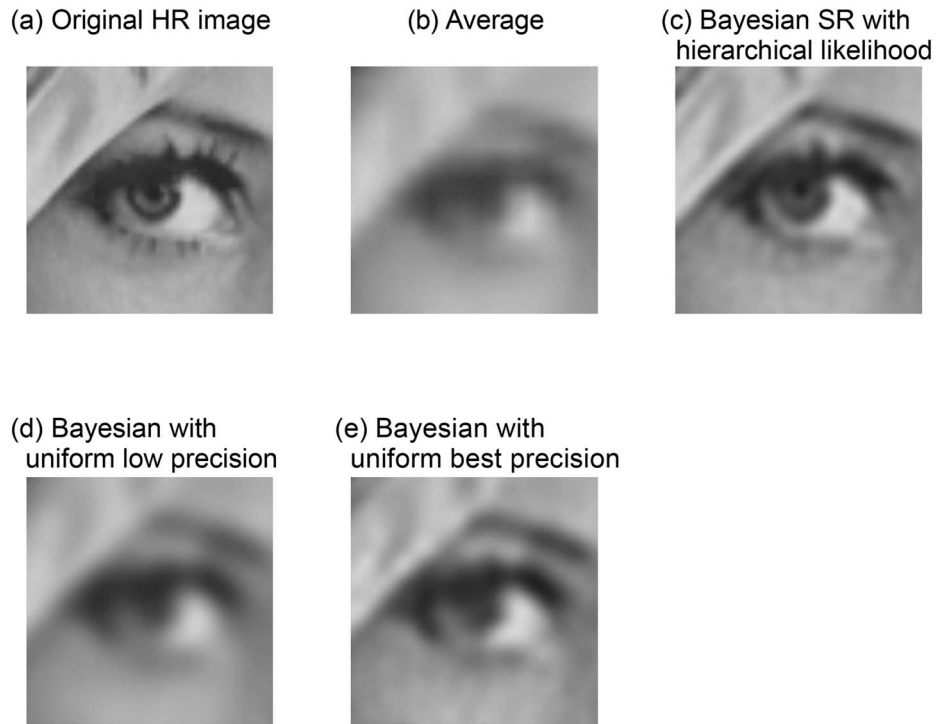 (a) Original HR image
(b) Average
(c) Bayesian SR with
hierarchical likelihood
(d) Bayesian with
uniform low precision
(e) Bayesian with
uniform best precision